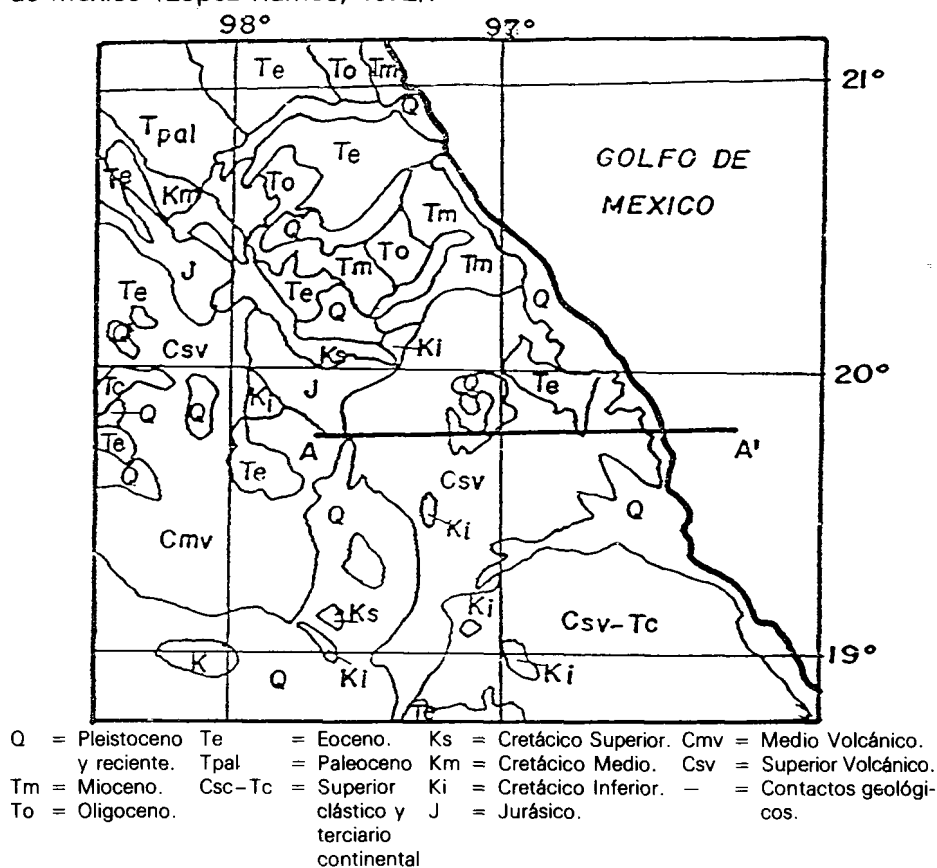 de México (López Ramos, 1972).
98° 97°
Te To Tm 21°
Q
Tpal Te GOLFO DE
MEXICO
Te Km To
Q Tm
J Tm To Tm
Te Te Q Q
Q
Csv Ks Ki
20°
Tc Ki J Q Te
Q Q
Te A A'
Q Te Csv
Q Ki Q
Cmv
Ks Ki Csv-Tc
K Ki Ki 19°
Q
Te
Q = Pleistoceno y reciente.
Tm = Mioceno.
To = Oligoceno.
Te = Eoceno.
Tpal = Paleoceno
Csc-Tc = Superior
clástico y
terciario
continental
Ks = Cretácico Superior.
Km = Cretácico Medio.
Ki = Cretácico Inferior.
J = Jurásico.
Cmv = Medio Volcánico.
Csv = Superior Volcánico.
— = Contactos geológi-
cos.